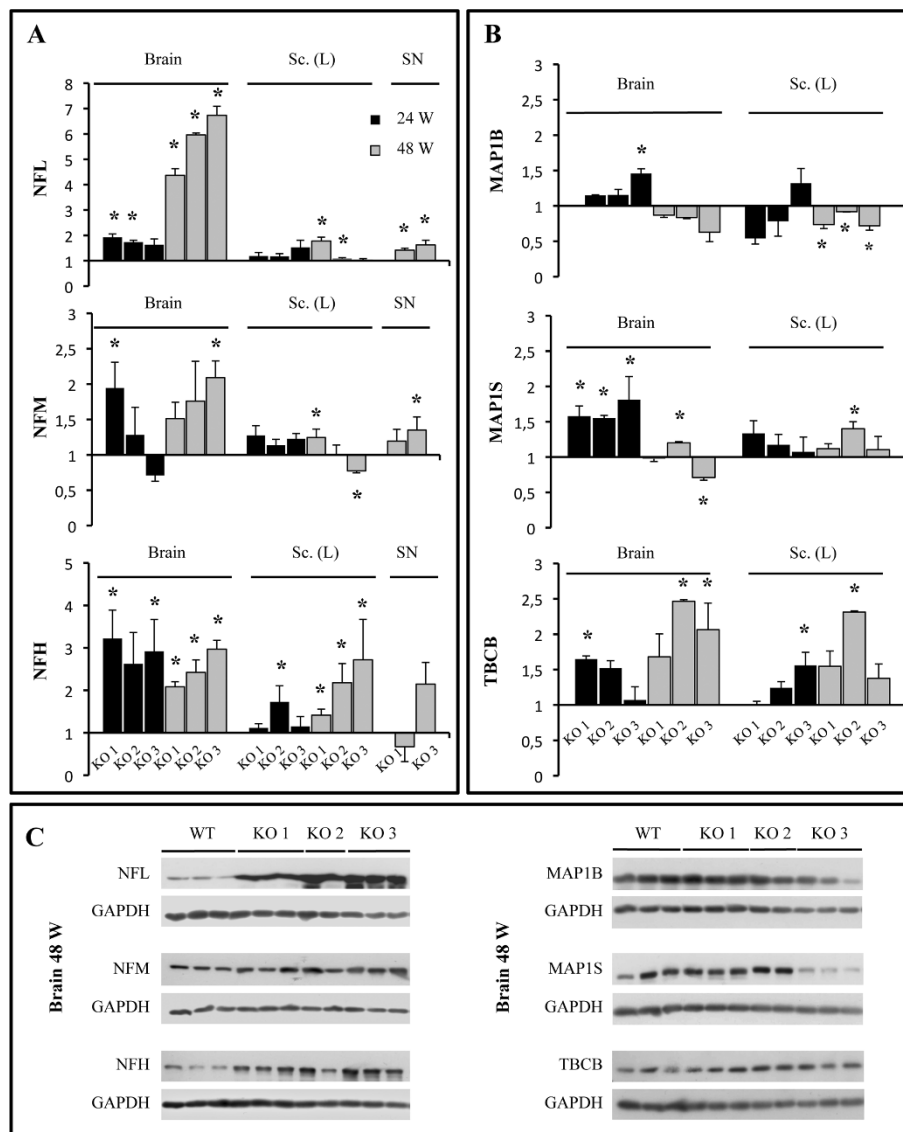 A
Brain Sc. (L) SN
NFL
8
7
6
5
4
3
2
1
0
24 W
48 W
* * * * * * * * *
Brain Sc. (L) SN
NFM
3
2,5
2
1,5
1
0,5
0
* * * * *
Brain Sc. (L) SN
NFH
5
4
3
2
1
0
* * * * * * * * *
KO 1 KO 2 KO 3 KO 1 KO 2 KO 3 KO 1 KO 2 KO 3 KO 1 KO 2 KO 3 KO 1 KO 3
B
Brain Sc. (L)
MAP1B
3
2,5
2
1,5
1
0,5
0
* * * *
Brain Sc. (L)
MAP1S
3
2,5
2
1,5
1
0,5
0
* * * * * *
Brain Sc. (L)
TBCB
3
2,5
2
1,5
1
0,5
0
* * * * *
KO 1 KO 2 KO 3 KO 1 KO 2 KO 3 KO 1 KO 2 KO 3 KO 1 KO 2 KO 3
C
Brain 48 W
WT KO 1 KO 2 KO 3
NFL
GAPDH
NFM
GAPDH
NFH
GAPDH
Brain 48 W
WT KO 1 KO 2 KO 3
MAP1B
GAPDH
MAP1S
GAPDH
TBCB
GAPDH